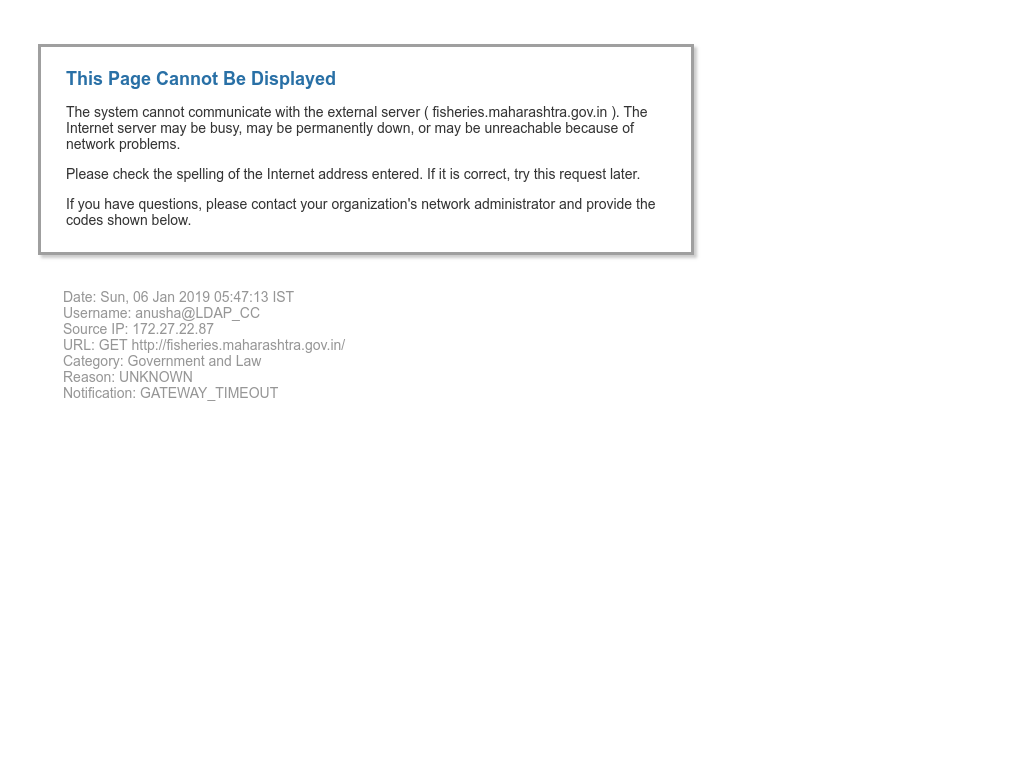 This Page Cannot Be Displayed
The system cannot communicate with the external server ( fisheries.maharashtra.gov.in ). The
Internet server may be busy, may be permanently down, or may be unreachable because of
network problems.
Please check the spelling of the Internet address entered. If it is correct, try this request later.
If you have questions, please contact your organization's network administrator and provide the
codes shown below.
Date: Sun, 06 Jan 2019 05:47:13 IST
Username: anusha@LDAP_CC
Source IP: 172.27.22.87
URL: GET http://fisheries.maharashtra.gov.in/
Category: Government and Law
Reason: UNKNOWN
Notification: GATEWAY_TIMEOUT